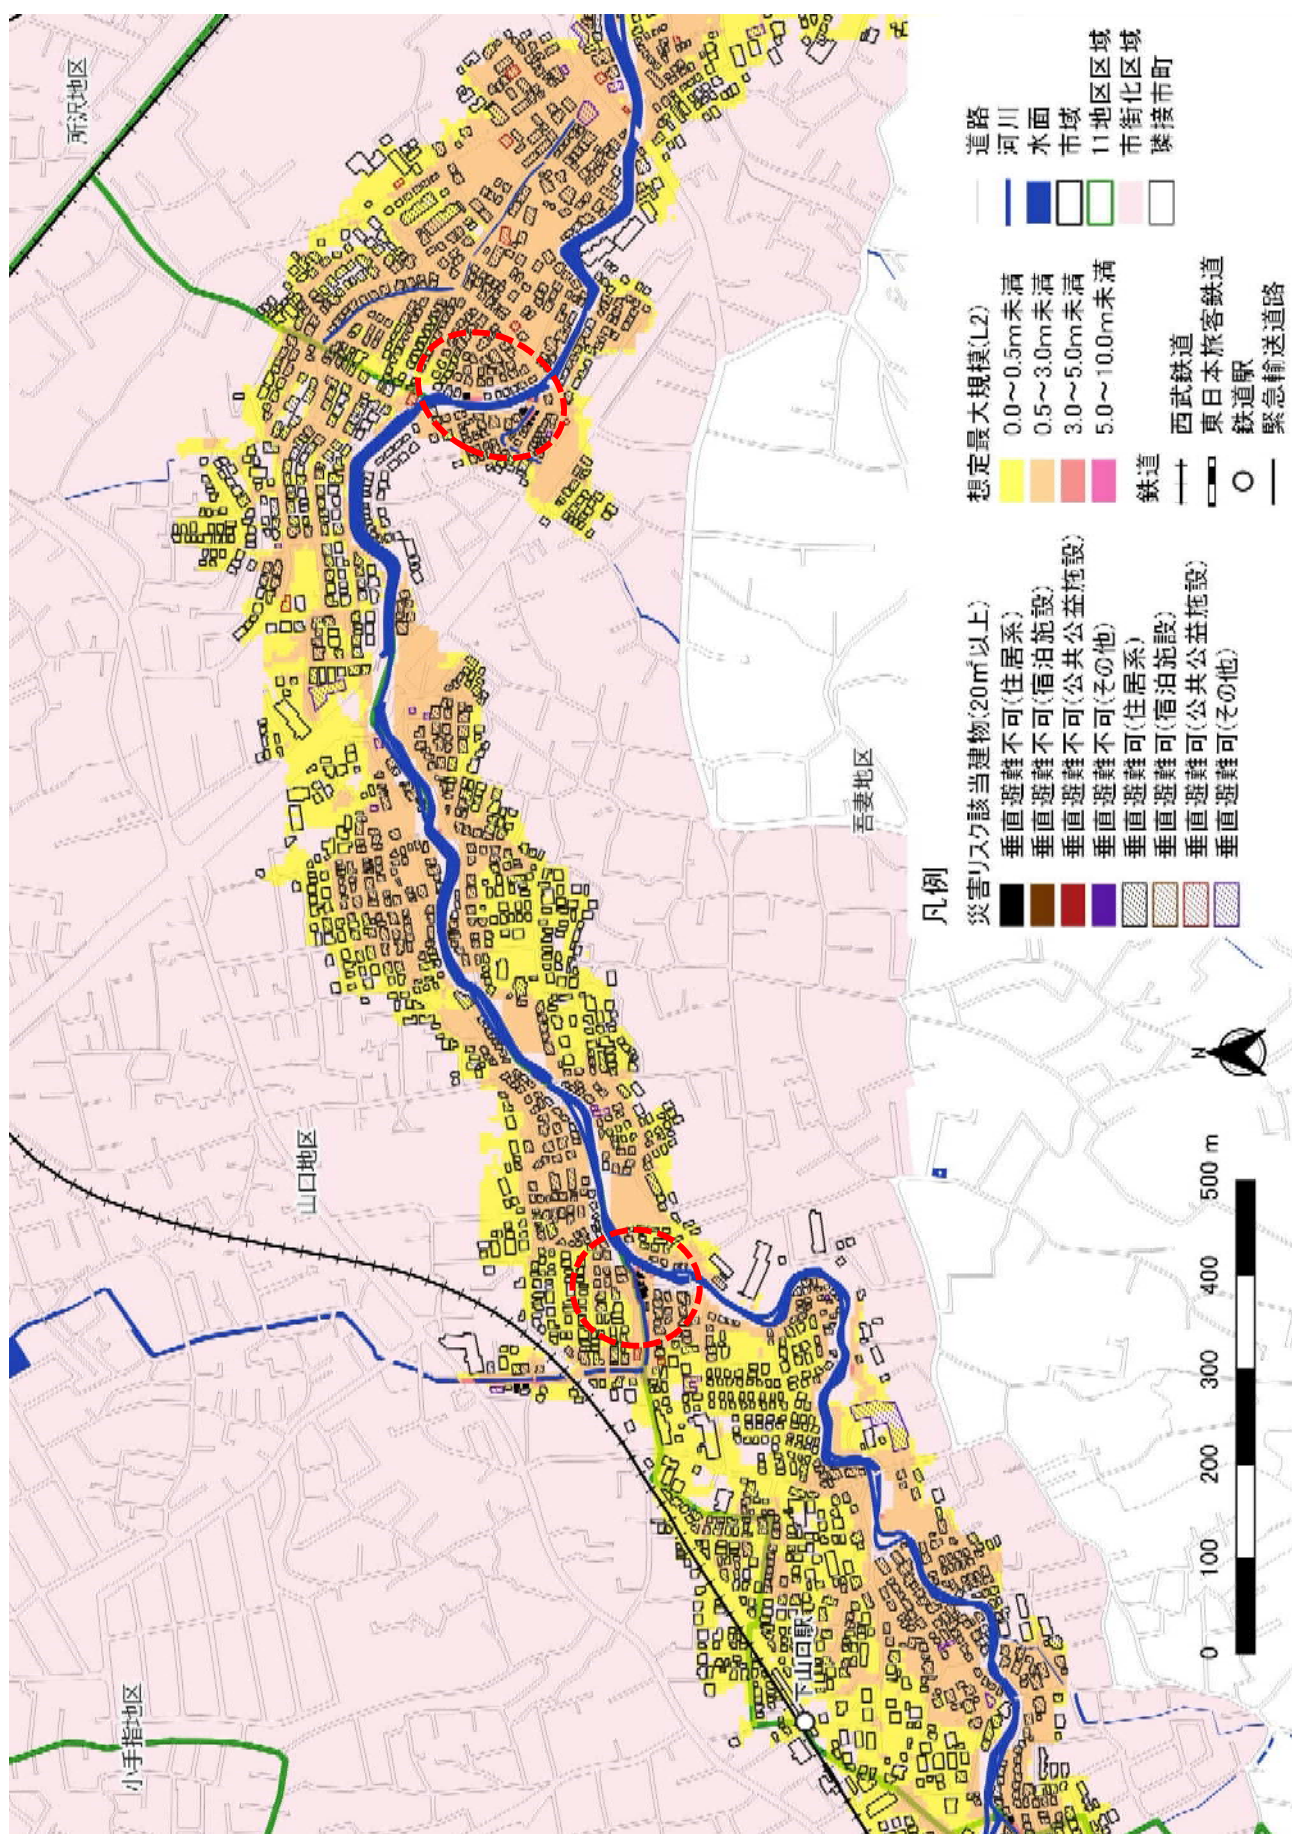 所沢地区
山口地区
小手指地区
吾妻地区
下山口駅
凡例
災害リスク該当建物(20㎡以上)
垂直避難不可(住居系)
垂直避難不可(宿泊施設)
垂直避難不可(公共公益施設)
垂直避難不可(その他)
垂直避難可(住居系)
垂直避難可(宿泊施設)
垂直避難可(公共公益施設)
垂直避難可(その他)
想定最大規模(L2)
0.0～0.5m未満
0.5～3.0m未満
3.0～5.0m未満
5.0～10.0m未満
鉄道
西武鉄道
東日本旅客鉄道
鉄道駅
緊急輸送道路
道路
河川
水面
市域
11地区区域
市街化区域
隣接市町
N
0 100 200 300 400 500 m